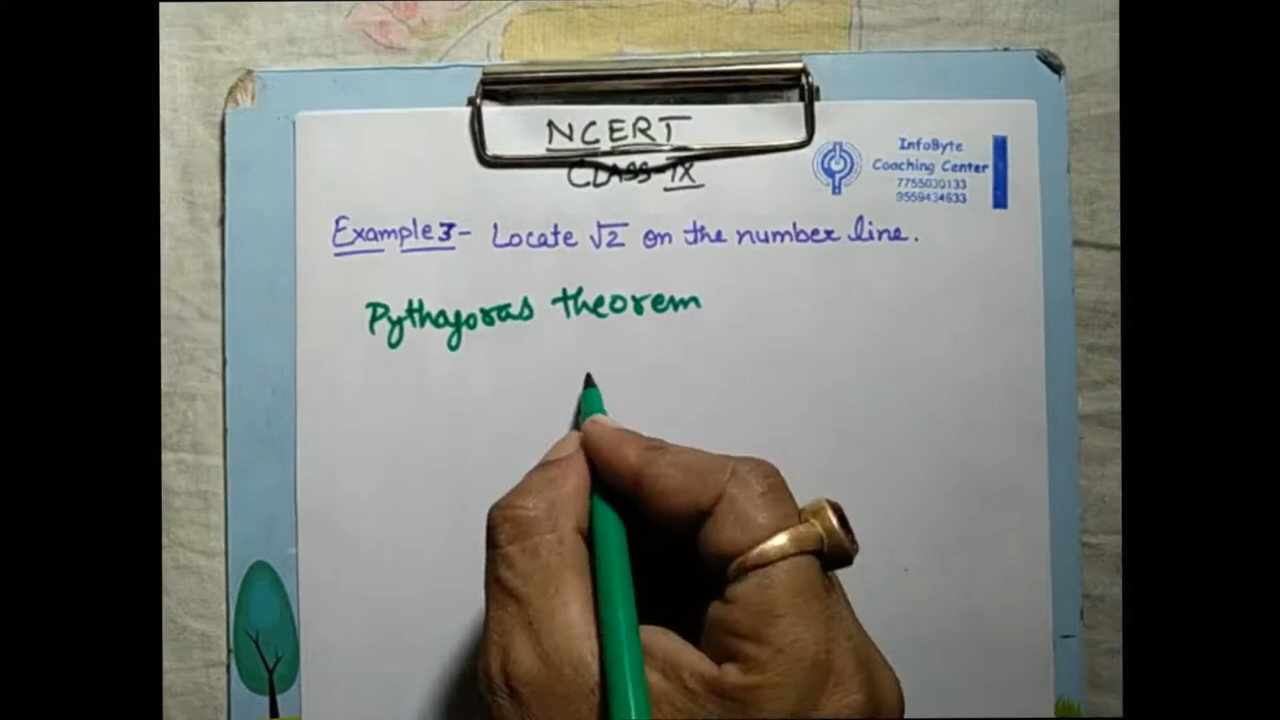 NCERT
CLASS-IX
InfoByte
Coaching Center
7755030133
9559434633
Example 3- Locate √2 on the number line.
Pythagoras theorem